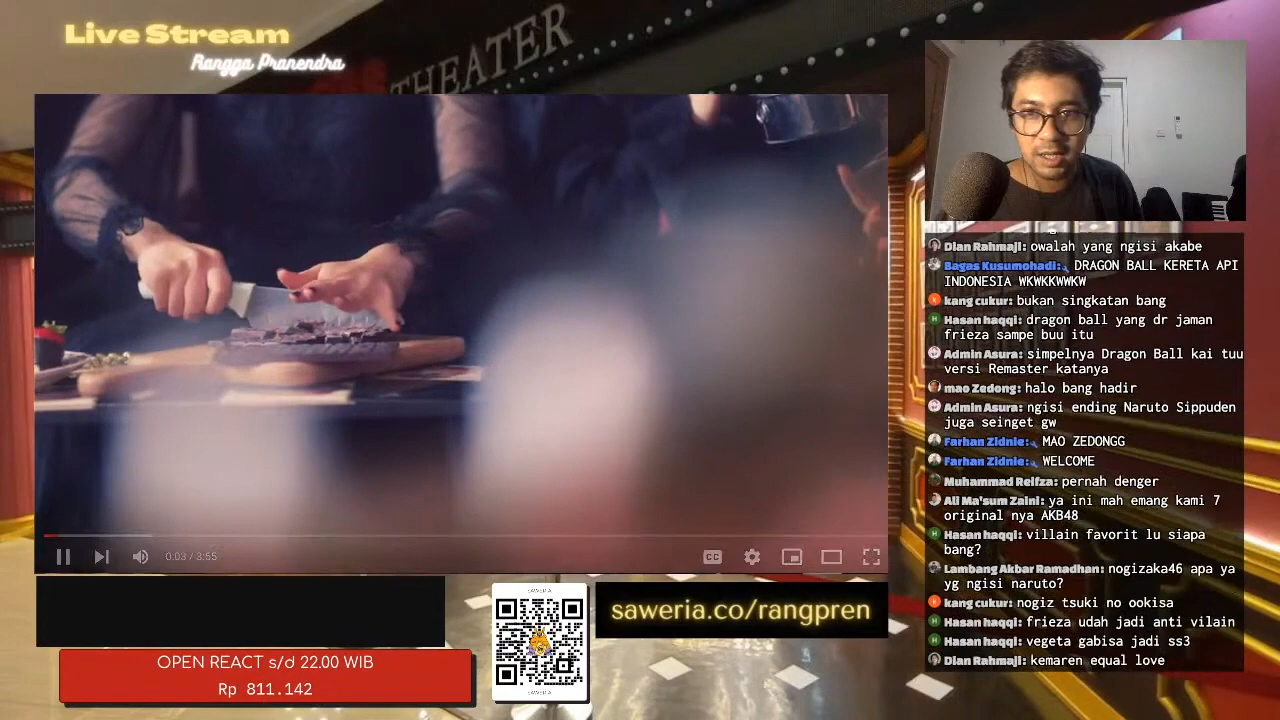 Live Stream
Rangga Pranendra
THEATER
0:03 / 3:55
CC
Dian Rahmaji: owalah yang ngisi akabe
Bagas Kusumohadi: DRAGON BALL KERETA API
INDONESIA WKWKKWWKW
kang cukur: bukan singkatan bang
Hasan haqqi: dragon ball yang dr jaman
frieza sampe buu itu
Admin Asura: simpelnya Dragon Ball kai tuu
versi Remaster katanya
mao Zedong: halo bang hadir
Admin Asura: ngisi ending Naruto Sippuden
juga seinget gw
Farhan Zidnie: MAO ZEDONGG
Farhan Zidnie: WELCOME
Muhammad Reifza: pernah denger
Ali Ma'sum Zaini: ya ini mah emang kami 7
original nya AKB48
Hasan haqqi: villain favorit lu siapa
bang?
Lambang Akbar Ramadhan: nogizaka46 apa ya
yg ngisi naruto?
kang cukur: nogiz tsuki no ookisa
Hasan haqqi: frieza udah jadi anti vilain
Hasan haqqi: vegeta gabisa jadi ss3
Dian Rahmaji: kemaren equal love
SAWERIA
SAWERIA
saweria.co/rangpren
OPEN REACT s/d 22.00 WIB
Rp 811.142